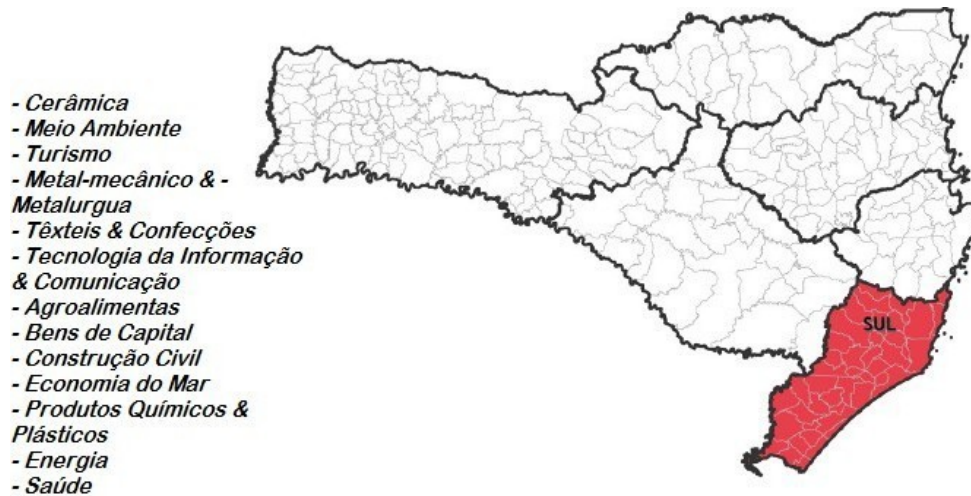 - Cerâmica
- Meio Ambiente
- Turismo
- Metal-mecânico & -
Metalurgua
- Têxteis & Confecções
- Tecnologia da Informação
& Comunicação
- Agroalimentas
- Bens de Capital
- Construção Civil
- Economia do Mar
- Produtos Químicos &
Plásticos
- Energia
- Saúde
SUL